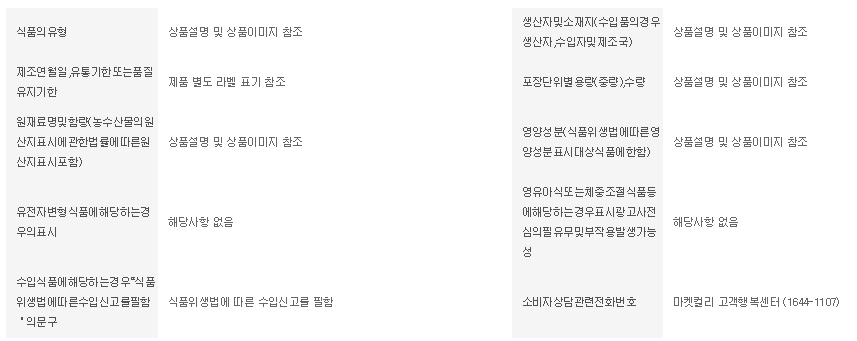 식품의 유형
상품설명 및 상품이미지 참조
생산자 및 소재지(수입품의 경우
생산자, 수입자 및 제조국)
상품설명 및 상품이미지 참조
제조연월일, 유통기한 또는 품질
유지기한
제품 별도 라벨 표기 참조
포장단위별 용량(중량), 수량
상품설명 및 상품이미지 참조
원재료명 및 함량(농수산물의 원
산지 표시에 관한 법률에 따른 원
산지 표시 포함)
상품설명 및 상품이미지 참조
영양성분(식품위생법에 따른 영
양성분 표시대상 식품에 한함)
상품설명 및 상품이미지 참조
유전자변형식품에 해당하는 경
우의 표시
해당사항 없음
영유아식 또는 체중조절식품 등
에 해당하는 경우 표시광고사전
심의필 유무 및 부작용 발생 가능
성
해당사항 없음
수입식품에 해당하는 경우 “식품
위생법에 따른 수입신고를 필함
"의 문구
식품위생법에 따른 수입신고를 필함
소비자상담 관련 전화번호
마켓컬리 고객행복센터 (1644-1107)